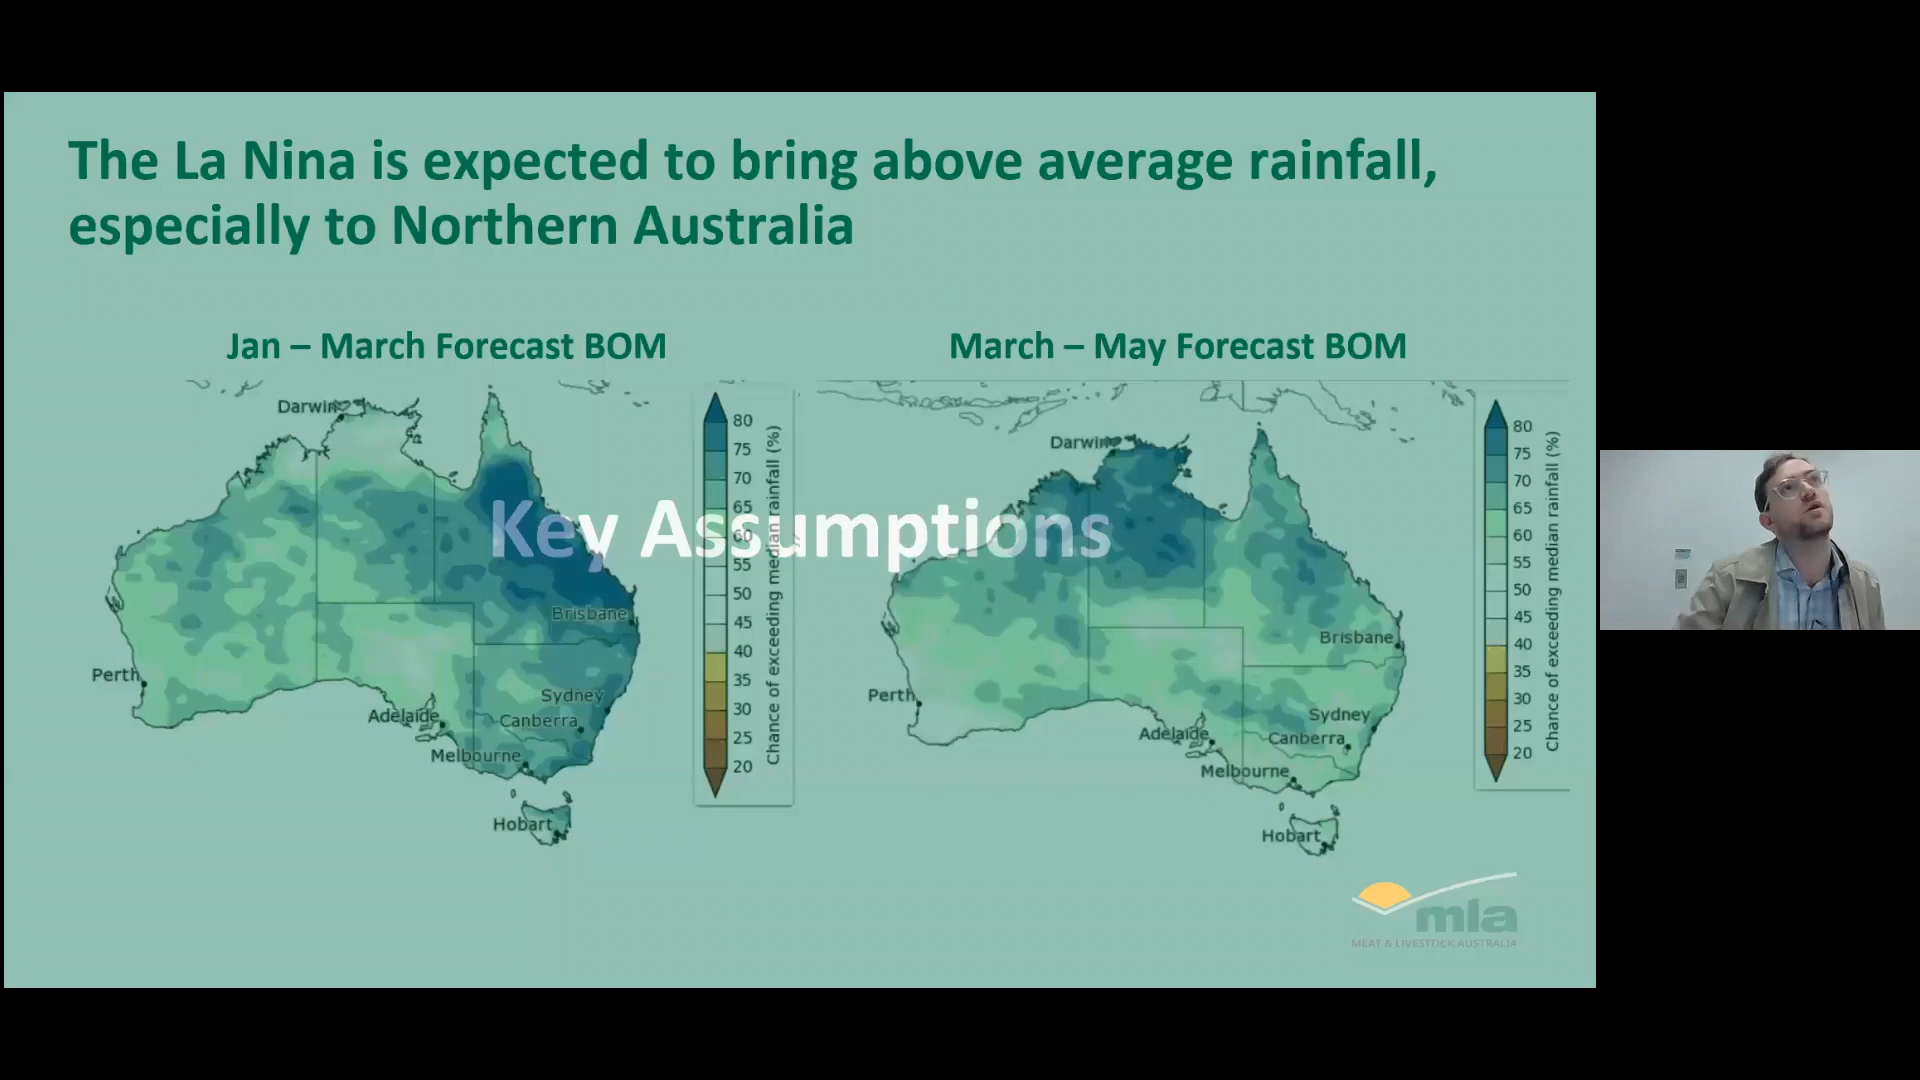 The La Nina is expected to bring above average rainfall,
especially to Northern Australia
Jan – March Forecast BOM
March – May Forecast BOM
Key Assumptions
Darwin
Brisbane
Perth
Sydney
Adelaide
Canberra
Melbourne
Hobart
80
75
70
65
60
55
50
45
40
35
30
25
20
Chance of exceeding median rainfall (%)
Darwin
Brisbane
Perth
Sydney
Adelaide
Canberra
Melbourne
Hobart
80
75
70
65
60
55
50
45
40
35
30
25
20
Chance of exceeding median rainfall (%)
mla
MEAT & LIVESTOCK AUSTRALIA